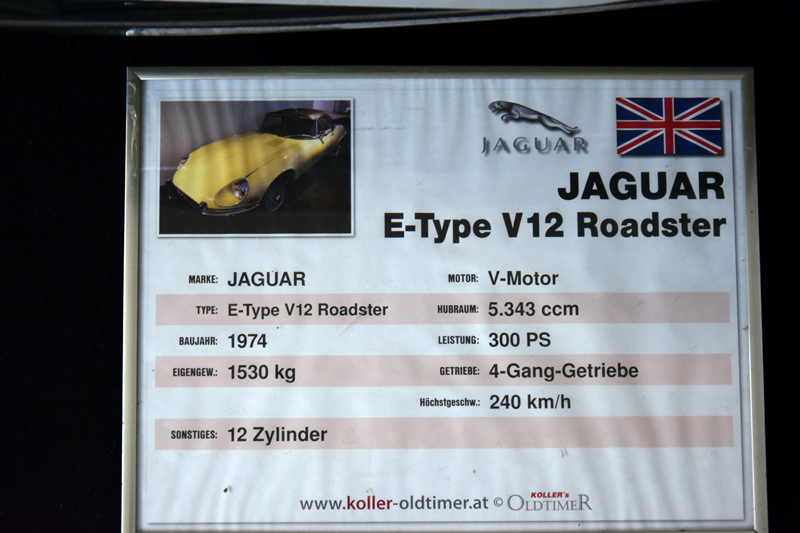 JAGUAR
JAGUAR
E-Type V12 Roadster
MARKE: JAGUAR MOTOR: V-Motor
TYPE: E-Type V12 Roadster HUBRAUM: 5.343 ccm
BAUJAHR: 1974 LEISTUNG: 300 PS
EIGENGEW.: 1530 kg GETRIEBE: 4-Gang-Getriebe
Höchstgeschw.: 240 km/h
SONSTIGES: 12 Zylinder
www.koller-oldtimer.at © KOLLER's OLDTIMER